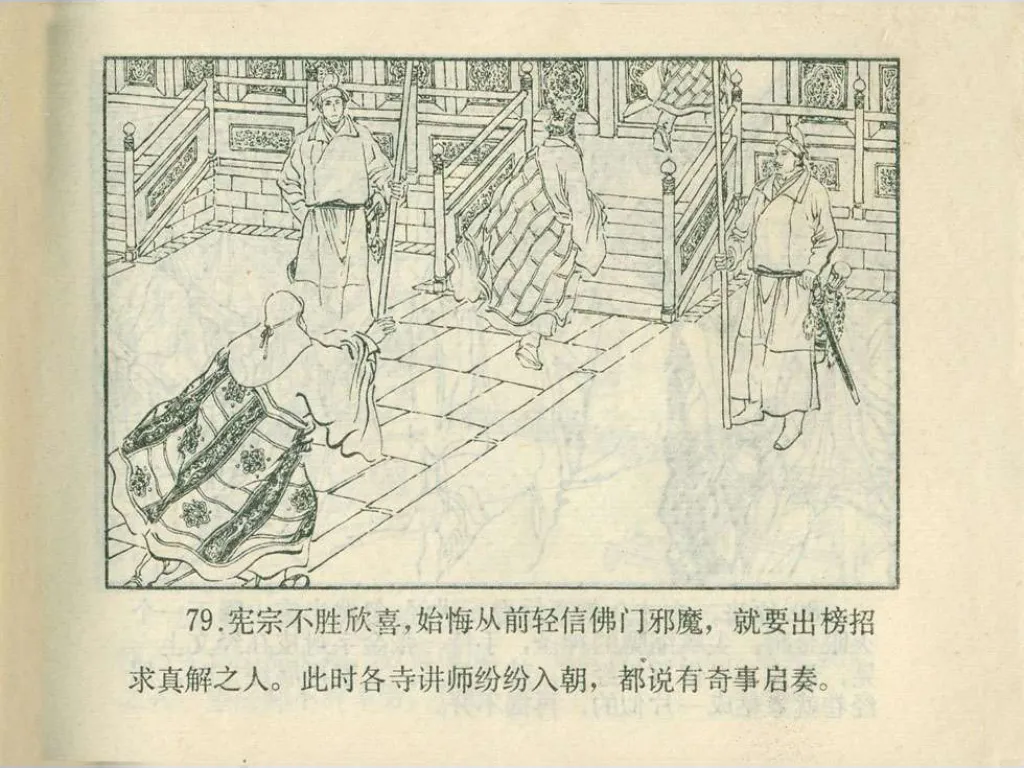 79.宪宗不胜欣喜,始悔从前轻信佛门邪魔，就要出榜招
求真解之人。此时各寺讲师纷纷入朝，都说有奇事启奏。